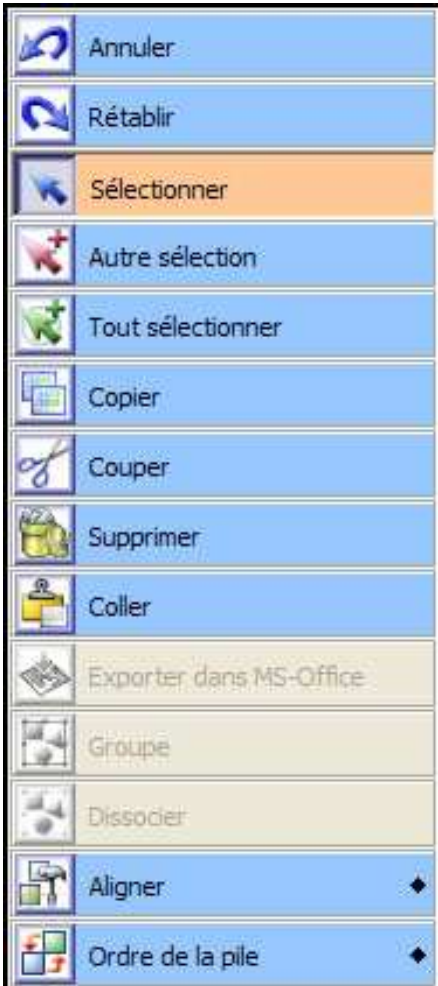 Annuler
Rétablir
Sélectionner
Autre sélection
Tout sélectionner
Copier
Couper
Supprimer
Coller
Exporter dans MS-Office
Groupe
Dissocier
Aligner
Ordre de la pile